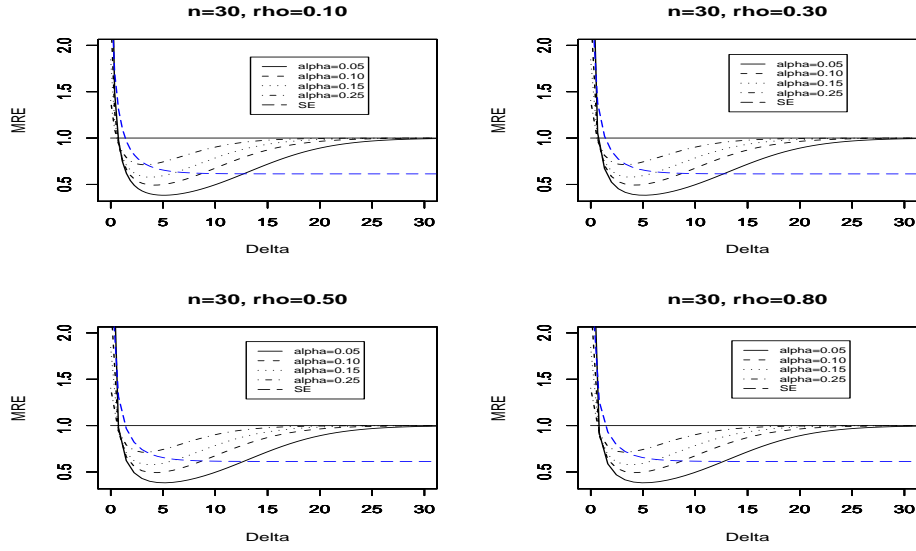 n=30, rho=0.10
MRE
2.0
1.5
1.0
0.5
alpha=0.05
alpha=0.10
alpha=0.15
alpha=0.25
SE
0 5 10 15 20 25 30
Delta
n=30, rho=0.30
MRE
2.0
1.5
1.0
0.5
alpha=0.05
alpha=0.10
alpha=0.15
alpha=0.25
SE
0 5 10 15 20 25 30
Delta
n=30, rho=0.50
MRE
2.0
1.5
1.0
0.5
alpha=0.05
alpha=0.10
alpha=0.15
alpha=0.25
SE
0 5 10 15 20 25 30
Delta
n=30, rho=0.80
MRE
2.0
1.5
1.0
0.5
alpha=0.05
alpha=0.10
alpha=0.15
alpha=0.25
SE
0 5 10 15 20 25 30
Delta